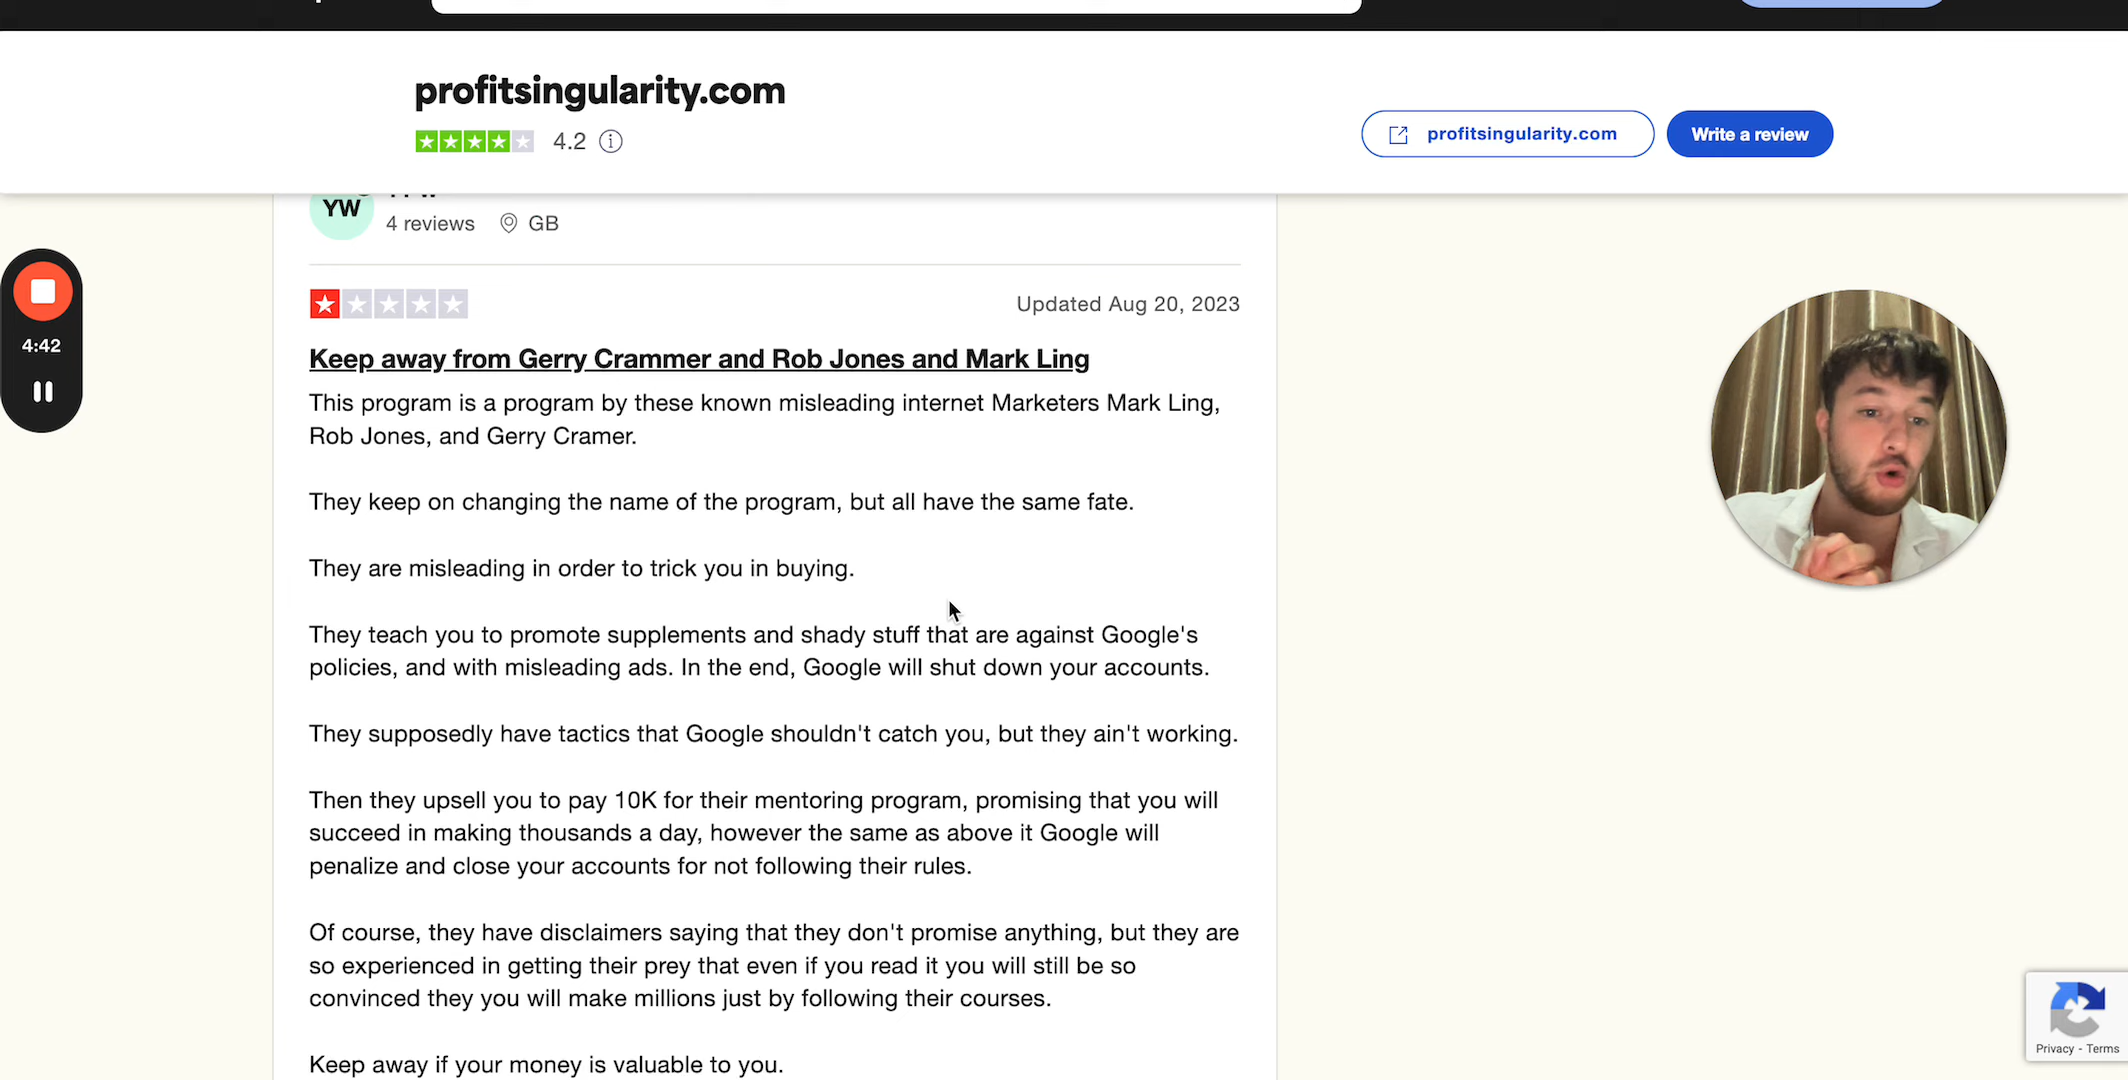 profitsingularity.com
4.2
profitsingularity.com
Write a review
YW
4 reviews
GB
4:42
Updated Aug 20, 2023
Keep away from Gerry Crammer and Rob Jones and Mark Ling
This program is a program by these known misleading internet Marketers Mark Ling,
Rob Jones, and Gerry Cramer.
They keep on changing the name of the program, but all have the same fate.
They are misleading in order to trick you in buying.
They teach you to promote supplements and shady stuff that are against Google's
policies, and with misleading ads. In the end, Google will shut down your accounts.
They supposedly have tactics that Google shouldn't catch you, but they ain't working.
Then they upsell you to pay 10K for their mentoring program, promising that you will
succeed in making thousands a day, however the same as above it Google will
penalize and close your accounts for not following their rules.
Of course, they have disclaimers saying that they don't promise anything, but they are
so experienced in getting their prey that even if you read it you will still be so
convinced they you will make millions just by following their courses.
Keep away if your money is valuable to you.
Privacy - Terms